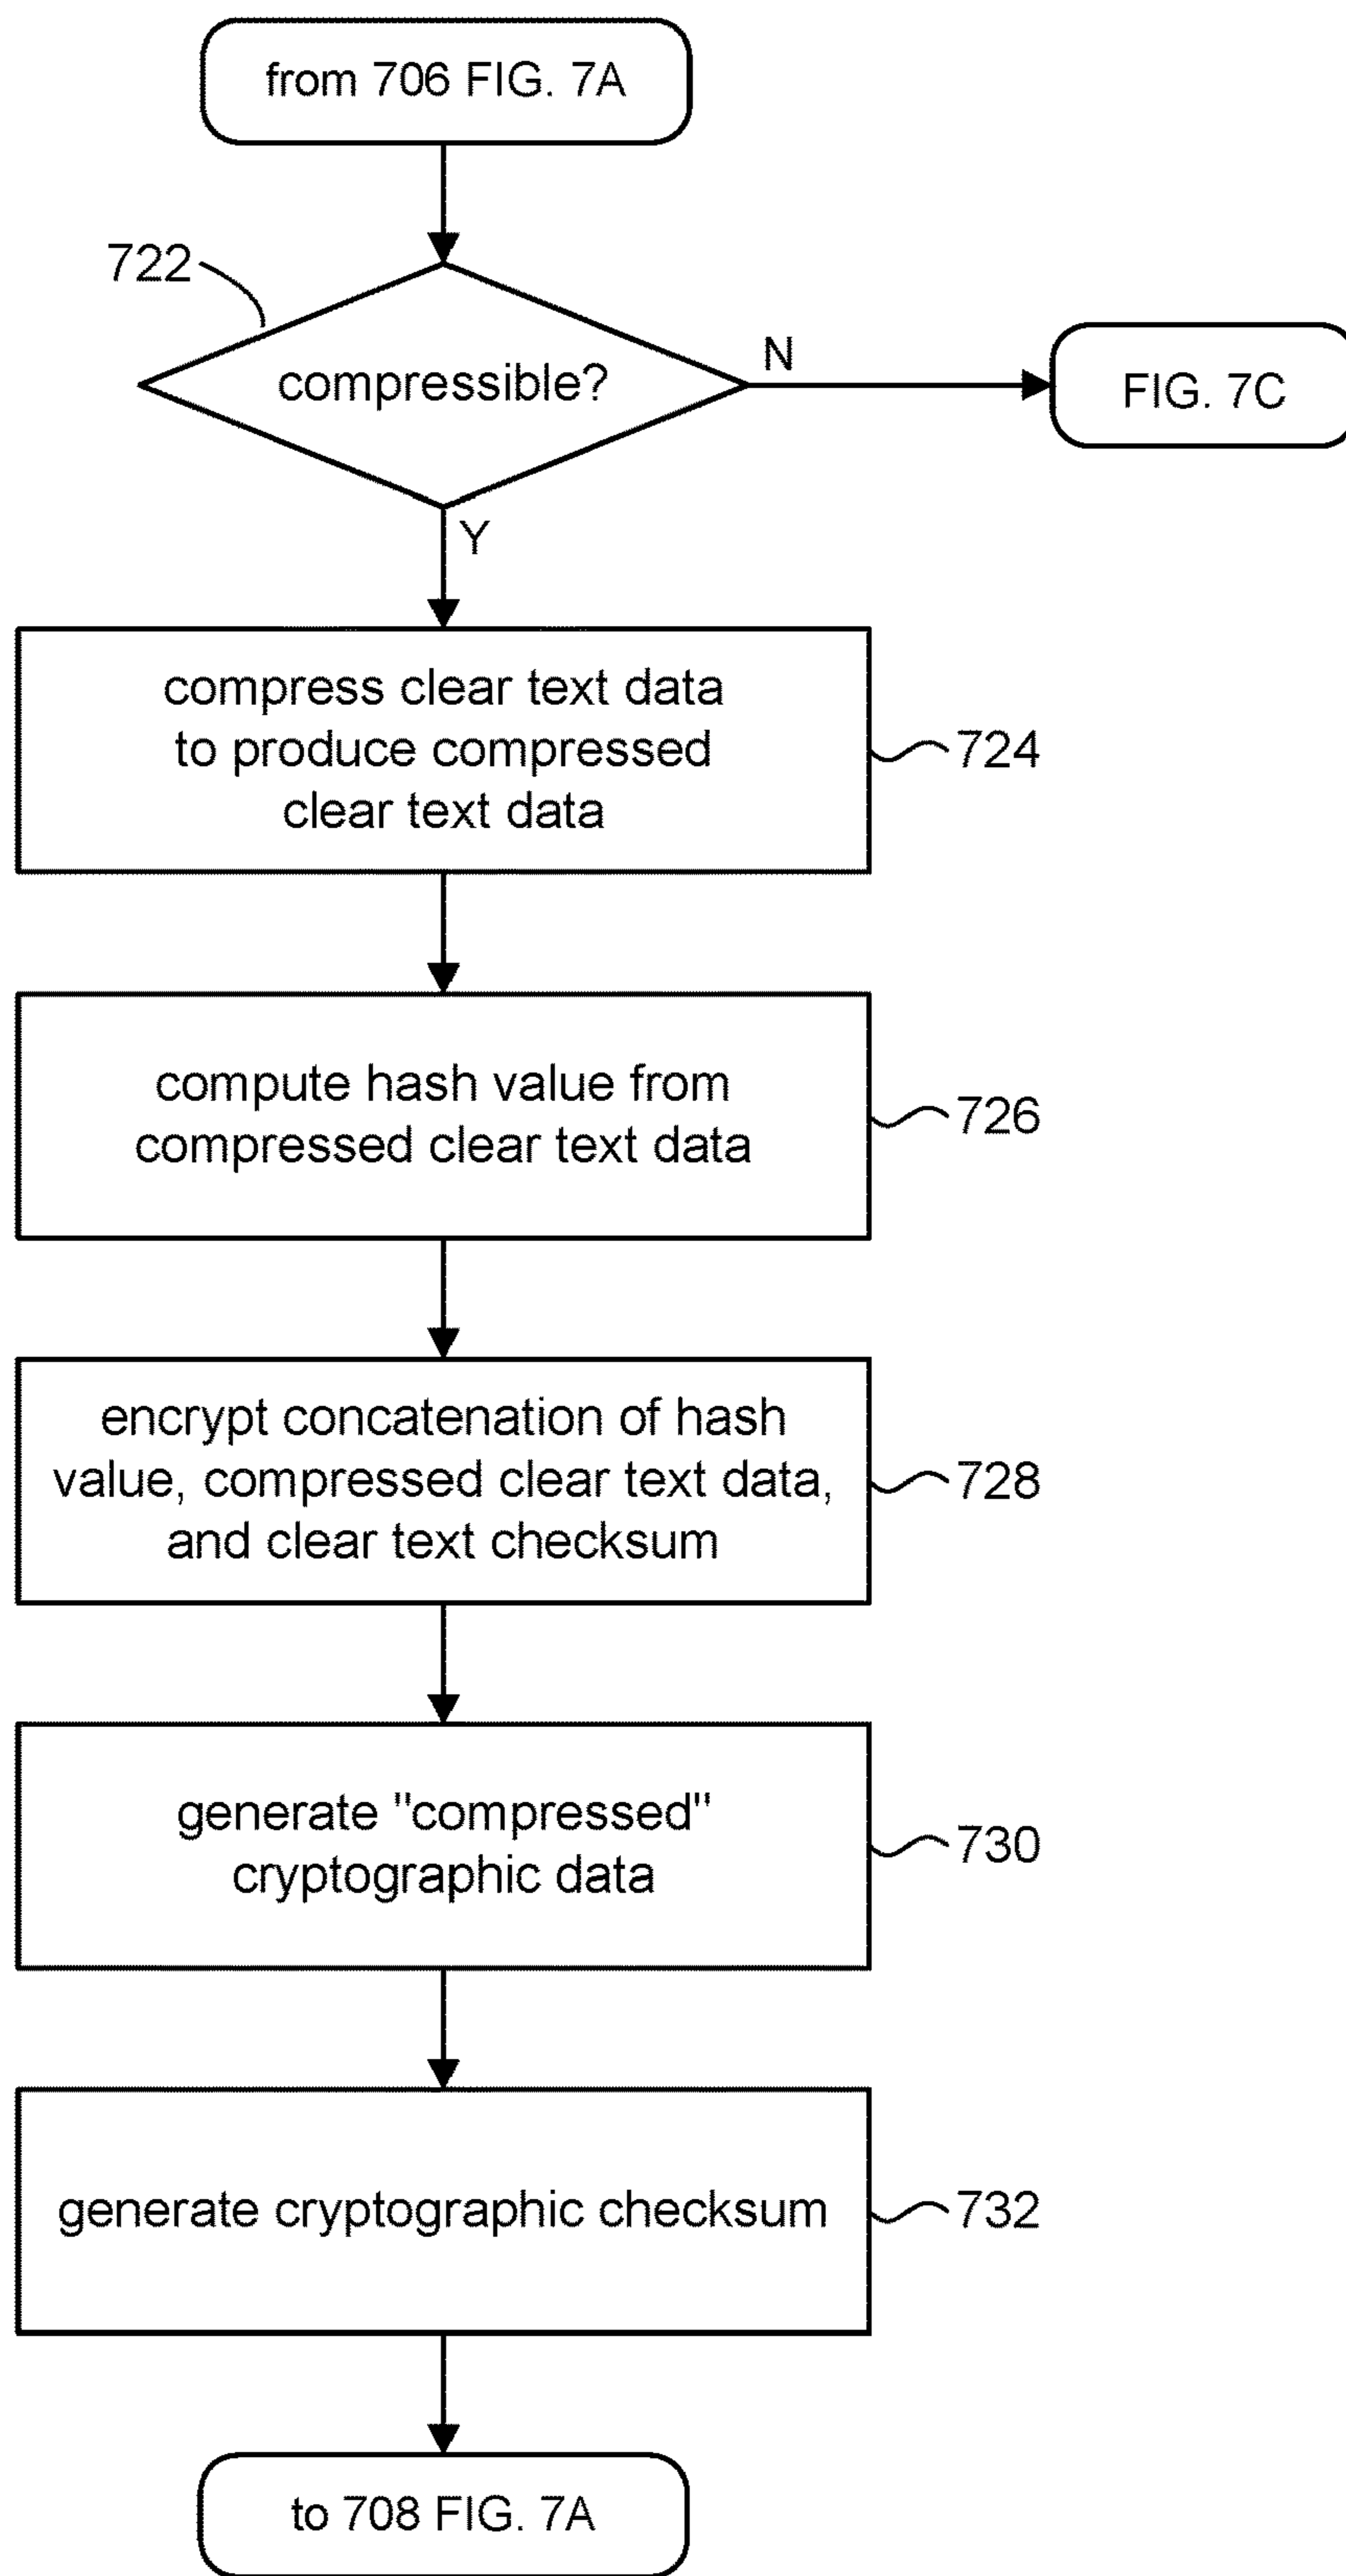 from 706 FIG. 7A
722
compressible?
N
FIG. 7C
Y
compress clear text data
to produce compressed
clear text data
724
compute hash value from
compressed clear text data
726
encrypt concatenation of hash
value, compressed clear text data,
and clear text checksum
728
generate "compressed"
cryptographic data
730
generate cryptographic checksum
732
to 708 FIG. 7A